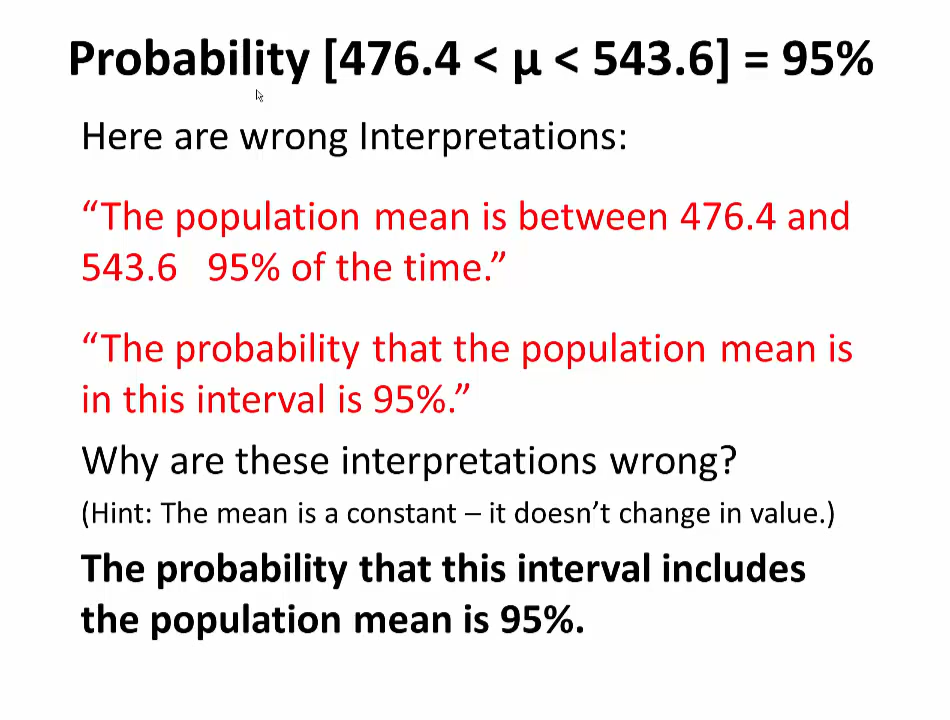 Probability [476.4 < μ < 543.6] = 95%
Here are wrong Interpretations:
“The population mean is between 476.4 and
543.6   95% of the time.”
“The probability that the population mean is
in this interval is 95%.”
Why are these interpretations wrong?
(Hint: The mean is a constant – it doesn’t change in value.)
The probability that this interval includes
the population mean is 95%.